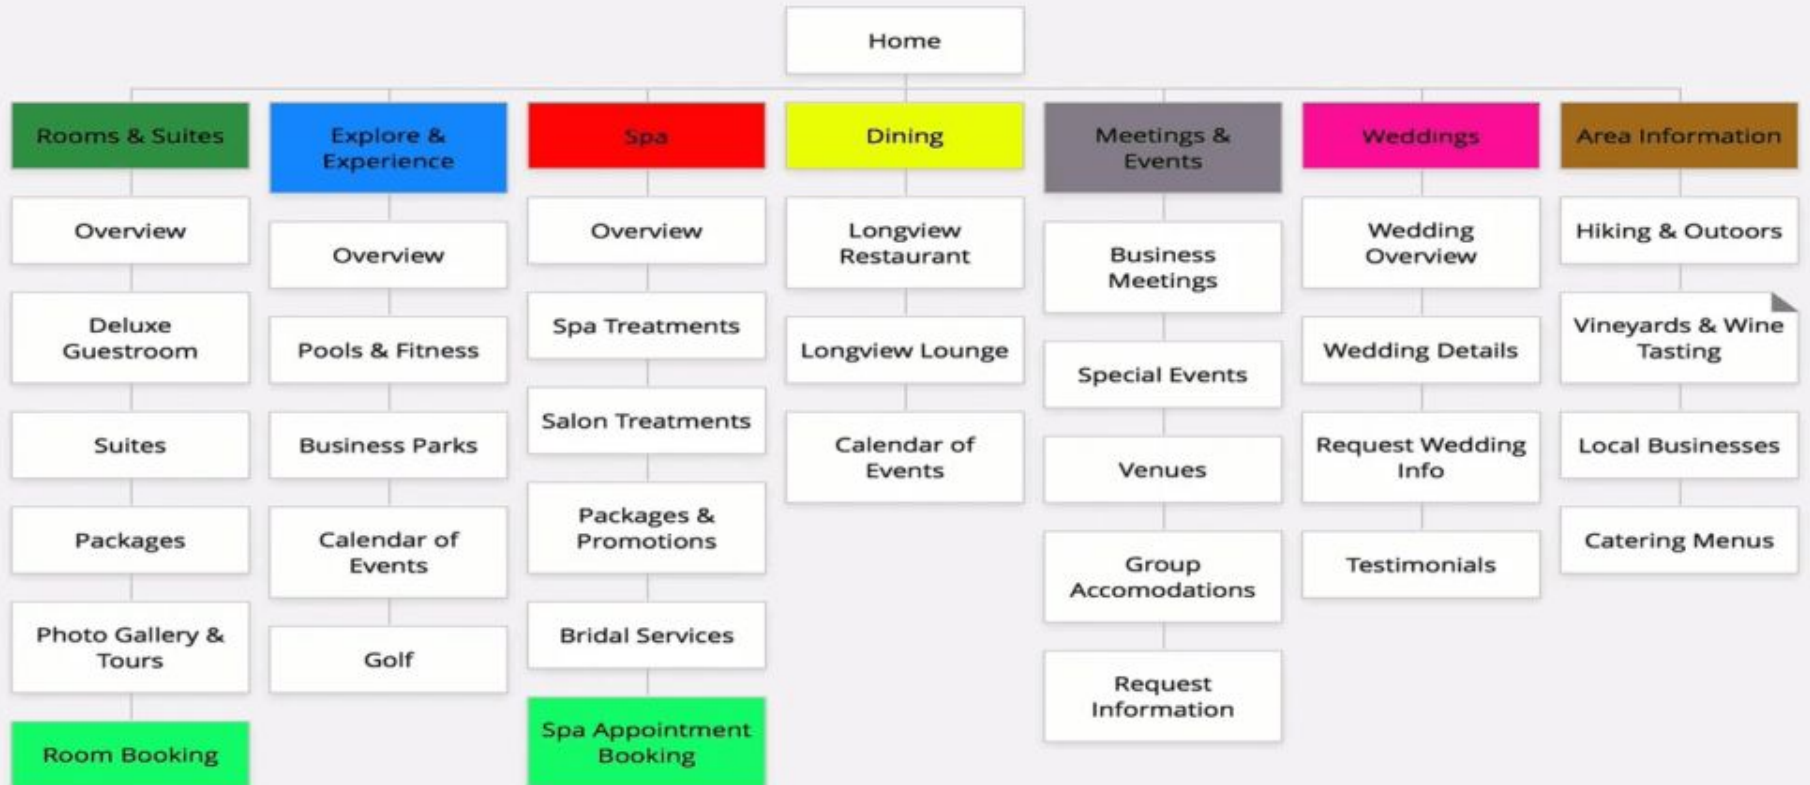 Home
Rooms & Suites
Overview
Deluxe
Guestroom
Suites
Packages
Photo Gallery &
Tours
Room Booking
Explore &
Experience
Overview
Pools & Fitness
Business Parks
Calendar of
Events
Golf
Spa
Overview
Spa Treatments
Salon Treatments
Packages &
Promotions
Bridal Services
Spa Appointment
Booking
Dining
Longview
Restaurant
Longview Lounge
Calendar of
Events
Meetings &
Events
Business
Meetings
Special Events
Venues
Group
Accomodations
Request
Information
Weddings
Wedding
Overview
Wedding Details
Request Wedding
Info
Testimonials
Area Information
Hiking & Outoors
Vineyards & Wine
Tasting
Local Businesses
Catering Menus